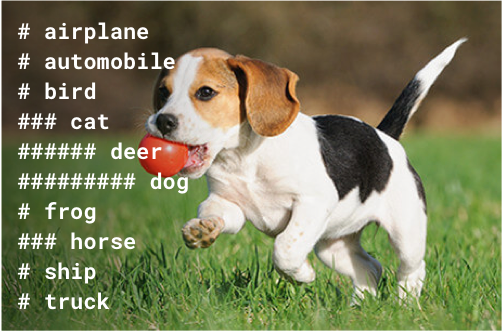 # airplane
# automobile
# bird
### cat
###### deer
######### dog
# frog
### horse
# ship
# truck